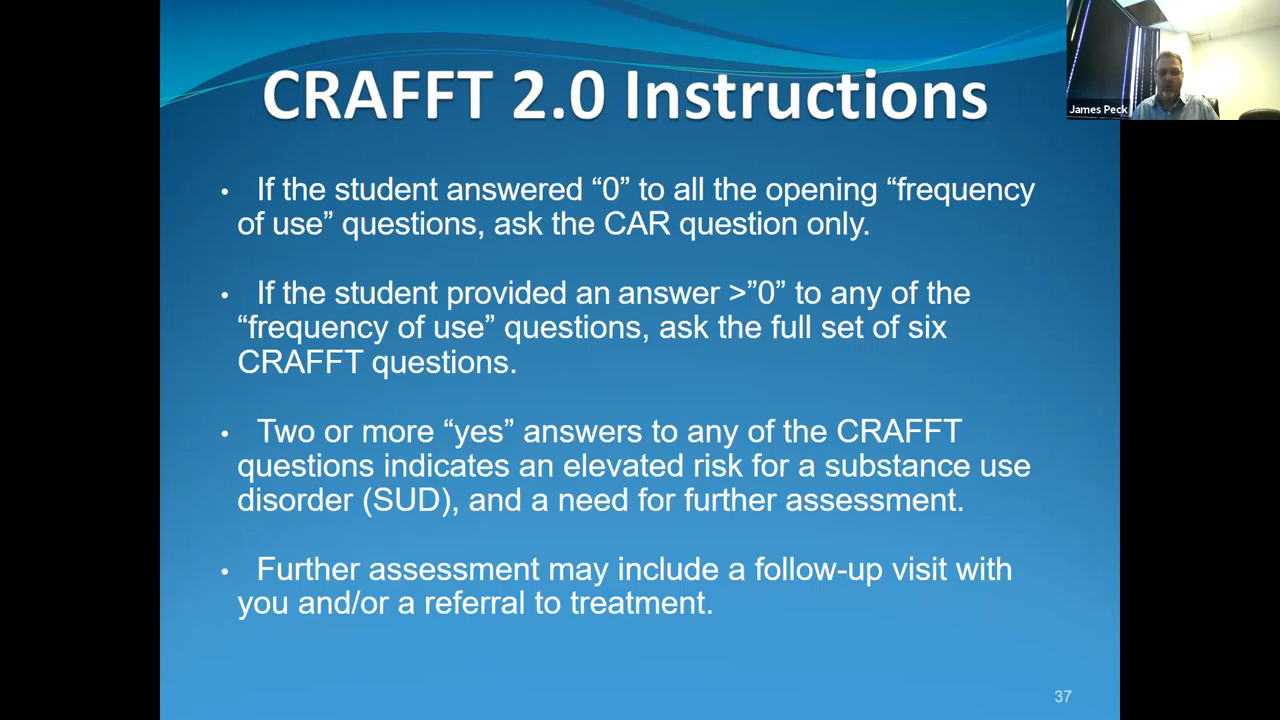 CRAFFT 2.0 Instructions
James Peck
• If the student answered “0” to all the opening “frequency
of use” questions, ask the CAR question only.
• If the student provided an answer >”0” to any of the
“frequency of use” questions, ask the full set of six
CRAFFT questions.
• Two or more “yes” answers to any of the CRAFFT
questions indicates an elevated risk for a substance use
disorder (SUD), and a need for further assessment.
• Further assessment may include a follow-up visit with
you and/or a referral to treatment.
37